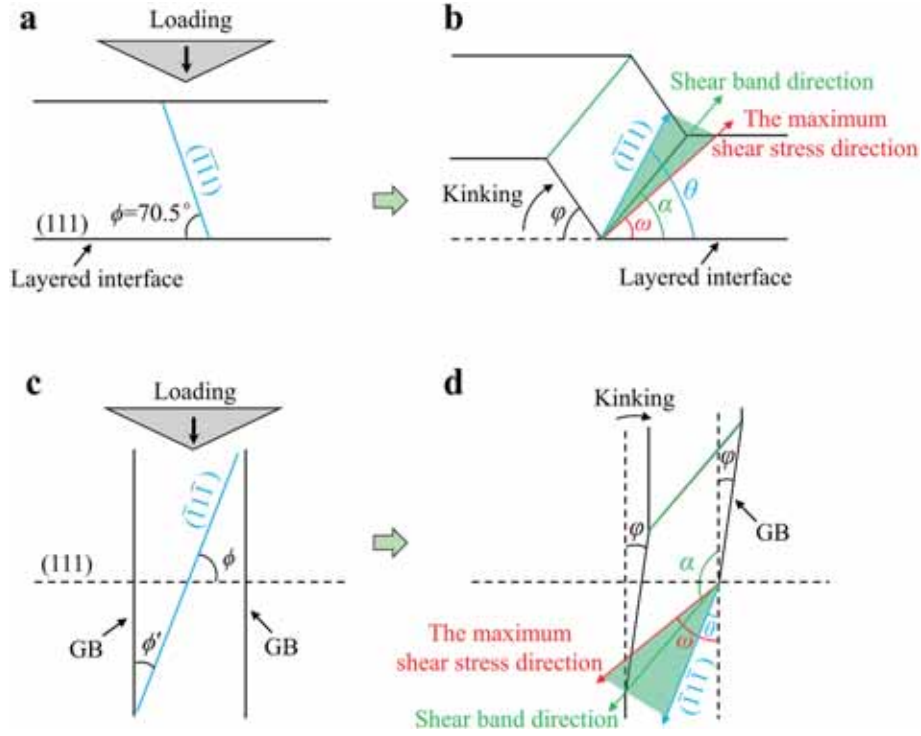 a
Loading
(1̄1̄1)
(111)
ϕ=70.5°
Layered interface
b
Shear band direction
The maximum
shear stress direction
(1̄1̄1)
Kinking
φ
ω
α
θ
Layered interface
c
Loading
(1̄11̄)
(111)
ϕ
GB
ϕ′
GB
d
Kinking
φ
φ
GB
α
ω
θ
The maximum
shear stress direction
(1̄11̄)
Shear band direction